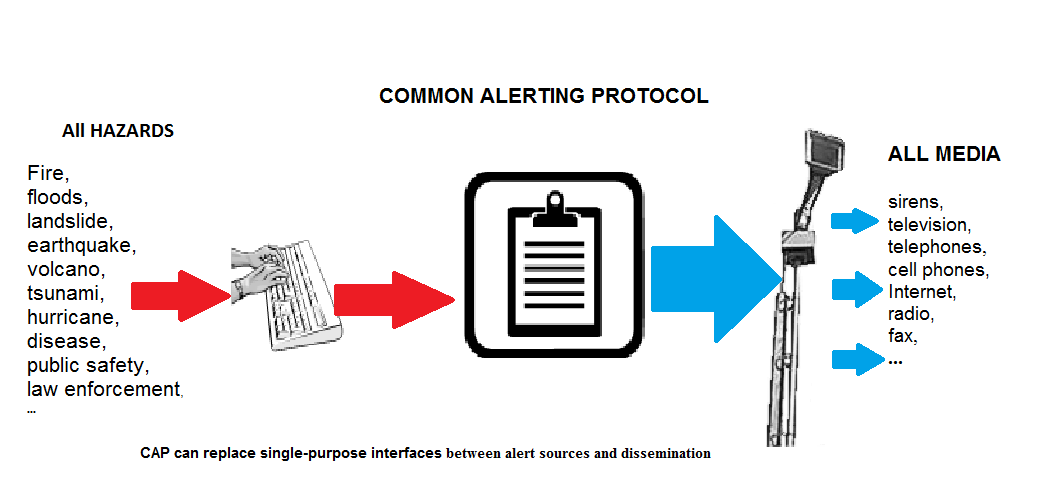 COMMON ALERTING PROTOCOL
All HAZARDS
Fire,
floods,
landslide,
earthquake,
volcano,
tsunami,
hurricane,
disease,
public safety,
law enforcement,
...
ALL MEDIA
sirens,
television,
telephones,
cell phones,
Internet,
radio,
fax,
...
CAP can replace single-purpose interfaces between alert sources and dissemination